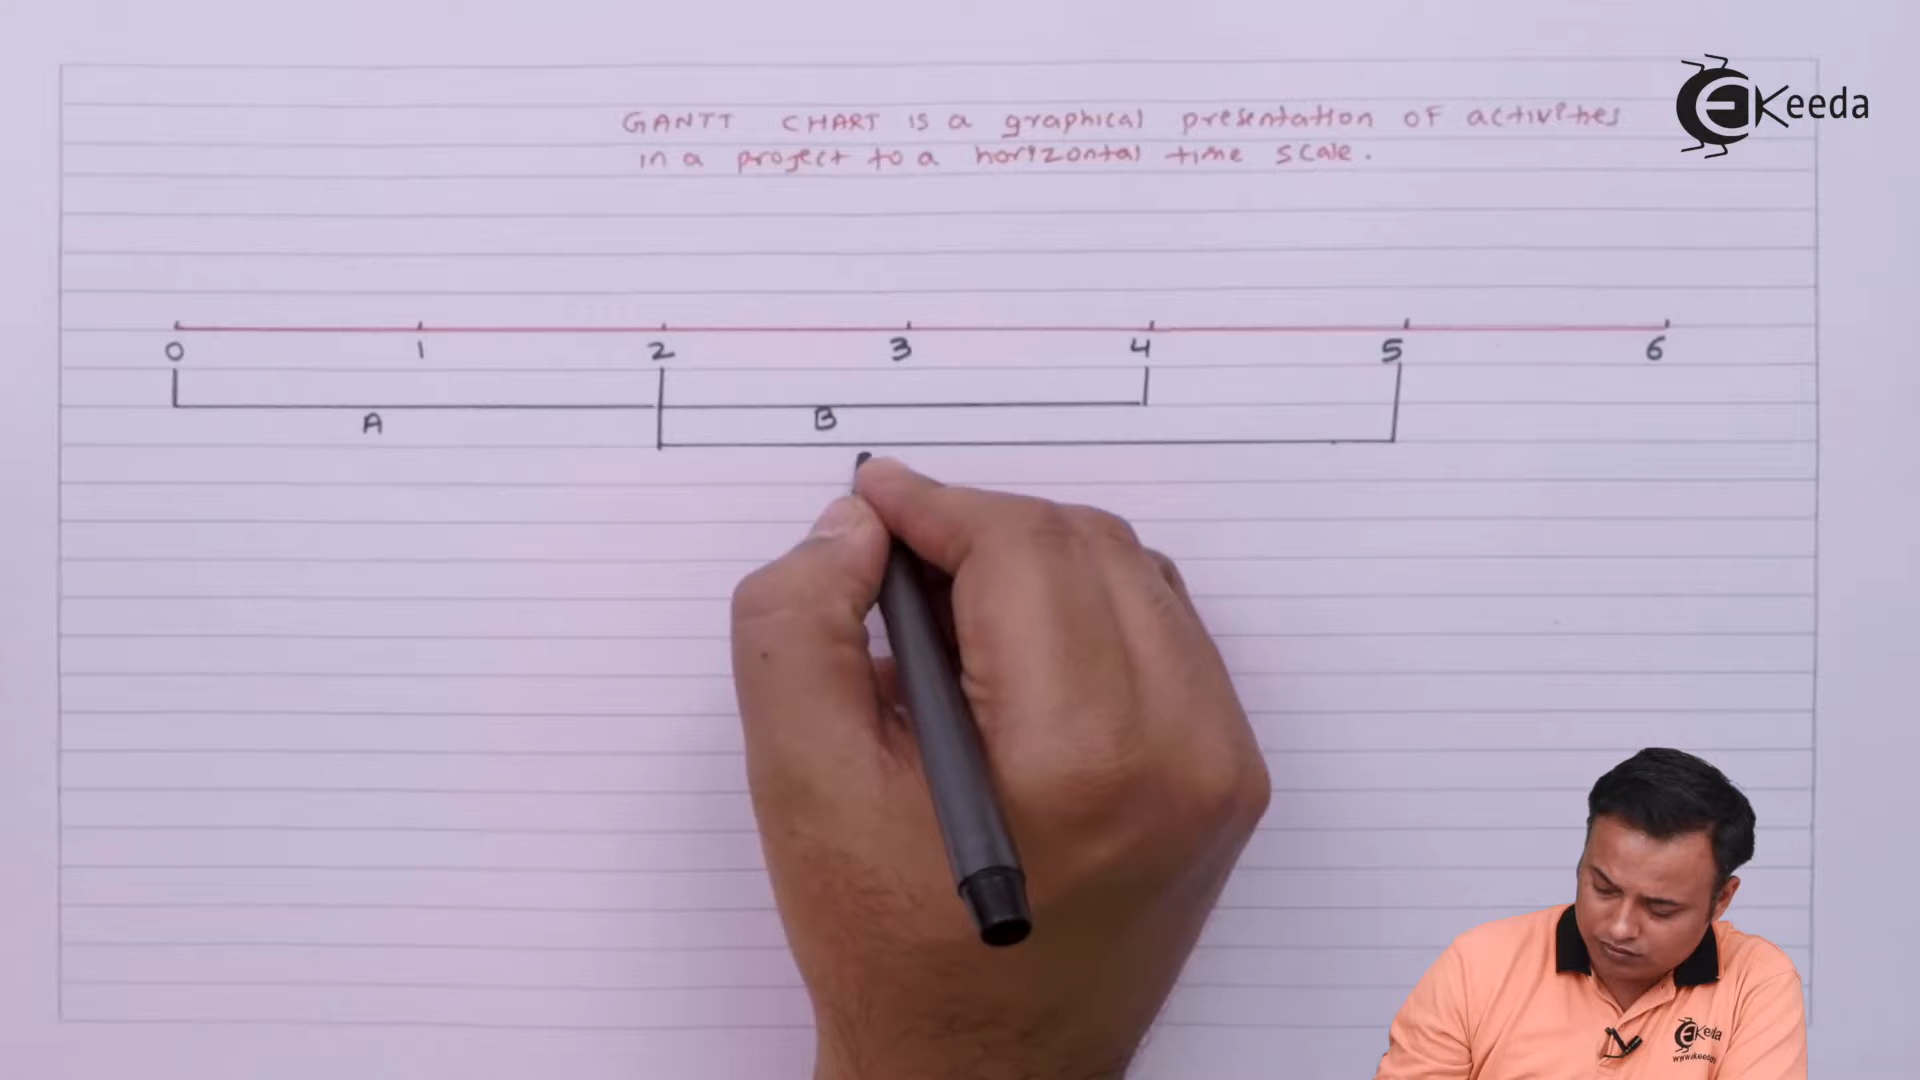 GANTT CHART IS a graphical presentation OF activities
in a project to a horizontal time scale.
Keeda
0 1 2 3 4 5 6
A B
Keeda